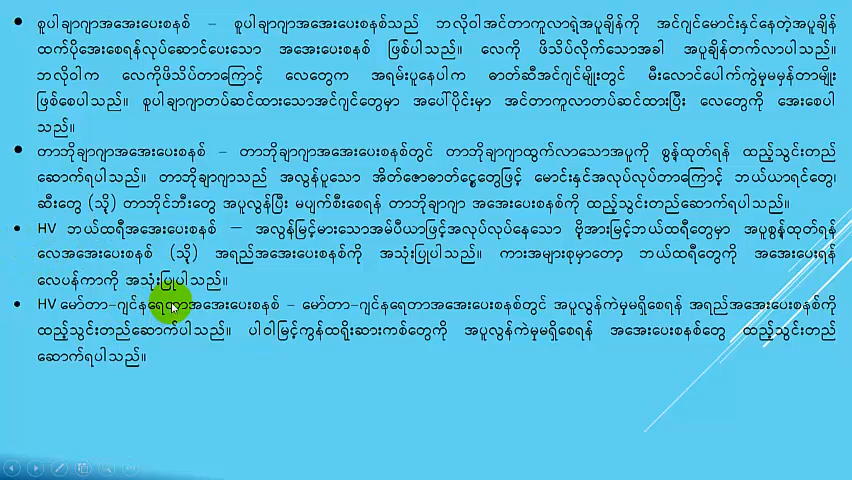 • စူပါချာဂျာအအေးပေးစနစ် – စူပါချာဂျာအအေးပေးစနစ်သည် ဘလိုဝါအင်တာကူလာရဲ့အပူချိန်ကို အင်ဂျင်မောင်းနှင်နေတဲ့အပူချိန်
ထက်ပိုအေးစေရန်လုပ်ဆောင်ပေးသော အအေးပေးစနစ် ဖြစ်ပါသည်။ လေကို ဖိသိပ်လိုက်သောအခါ အပူချိန်တက်လာပါသည်။
ဘလိုဝါက လေကိုဖိသိပ်တာကြောင့် လေတွေက အရမ်းပူနေပါက ဓာတ်ဆီအင်ဂျင်မျိုးတွင် မီးလောင်ပေါက်ကွဲမှုမမှန်တာမျိုး
ဖြစ်စေပါသည်။ စူပါချာဂျာတပ်ဆင်ထားသောအင်ဂျင်တွေမှာ အပေါ်ပိုင်းမှာ အင်တာကူလာတပ်ဆင်ထားပြီး လေတွေကို အေးစေပါ
သည်။
• တာဘိုချာဂျာအအေးပေးစနစ် – တာဘိုချာဂျာအအေးပေးစနစ်တွင် တာဘိုချာဂျာထွက်လာသောအပူကို စွန့်ထုတ်ရန် ထည့်သွင်းတည်
ဆောက်ရပါသည်။ တာဘိုချာဂျာသည် အလွန်ပူသော အိတ်ဇောဓာတ်ငွေ့တွေဖြင့် မောင်းနှင်အလုပ်လုပ်တာကြောင့် ဘယ်ယာရင်တွေ၊
ဆီးတွေ (သို့) တာဘိုင်ဘီးတွေ အပူလွန်ပြီး မပျက်စီးစေရန် တာဘိုချာဂျာ အအေးပေးစနစ်ကို ထည့်သွင်းတည်ဆောက်ရပါသည်။
• HV ဘယ်ထရီအအေးပေးစနစ် – အလွန်မြင့်မားသောအမ်ပီယာဖြင့်အလုပ်လုပ်နေသော ဗို့အားမြင့်ဘယ်ထရီတွေမှာ အပူစွန့်ထုတ်ရန်
လေအအေးပေးစနစ် (သို့) အရည်အအေးပေးစနစ်ကို အသုံးပြုပါသည်။ ကားအများစုမှာတော့ ဘယ်ထရီတွေကို အအေးပေးရန်
လေပန်ကာကို အသုံးပြုပါသည်။
• HV မော်တာ–ဂျင်နရေတာအအေးပေးစနစ် – မော်တာ–ဂျင်နရေတာအအေးပေးစနစ်တွင် အပူလွန်ကဲမှုမရှိစေရန် အရည်အအေးပေးစနစ်ကို
ထည့်သွင်းတည်ဆောက်ပါသည်။ ပါဝါမြင့်ကွန်ထရိုးဆားကစ်တွေကို အပူလွန်ကဲမှုမရှိစေရန် အအေးပေးစနစ်တွေ ထည့်သွင်းတည်
ဆောက်ရပါသည်။